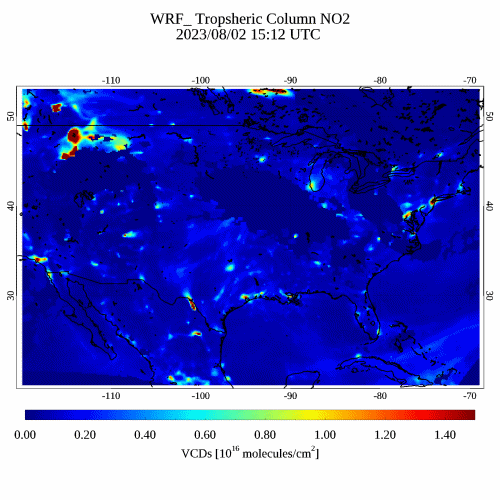 WRF_ Tropsheric Column NO2
2023/08/02 15:12 UTC
-110 -100 -90 -80 -70
50 50
40 40
30 30
-110 -100 -90 -80 -70
0.00 0.20 0.40 0.60 0.80 1.00 1.20 1.40
VCDs [10^16 molecules/cm^2]